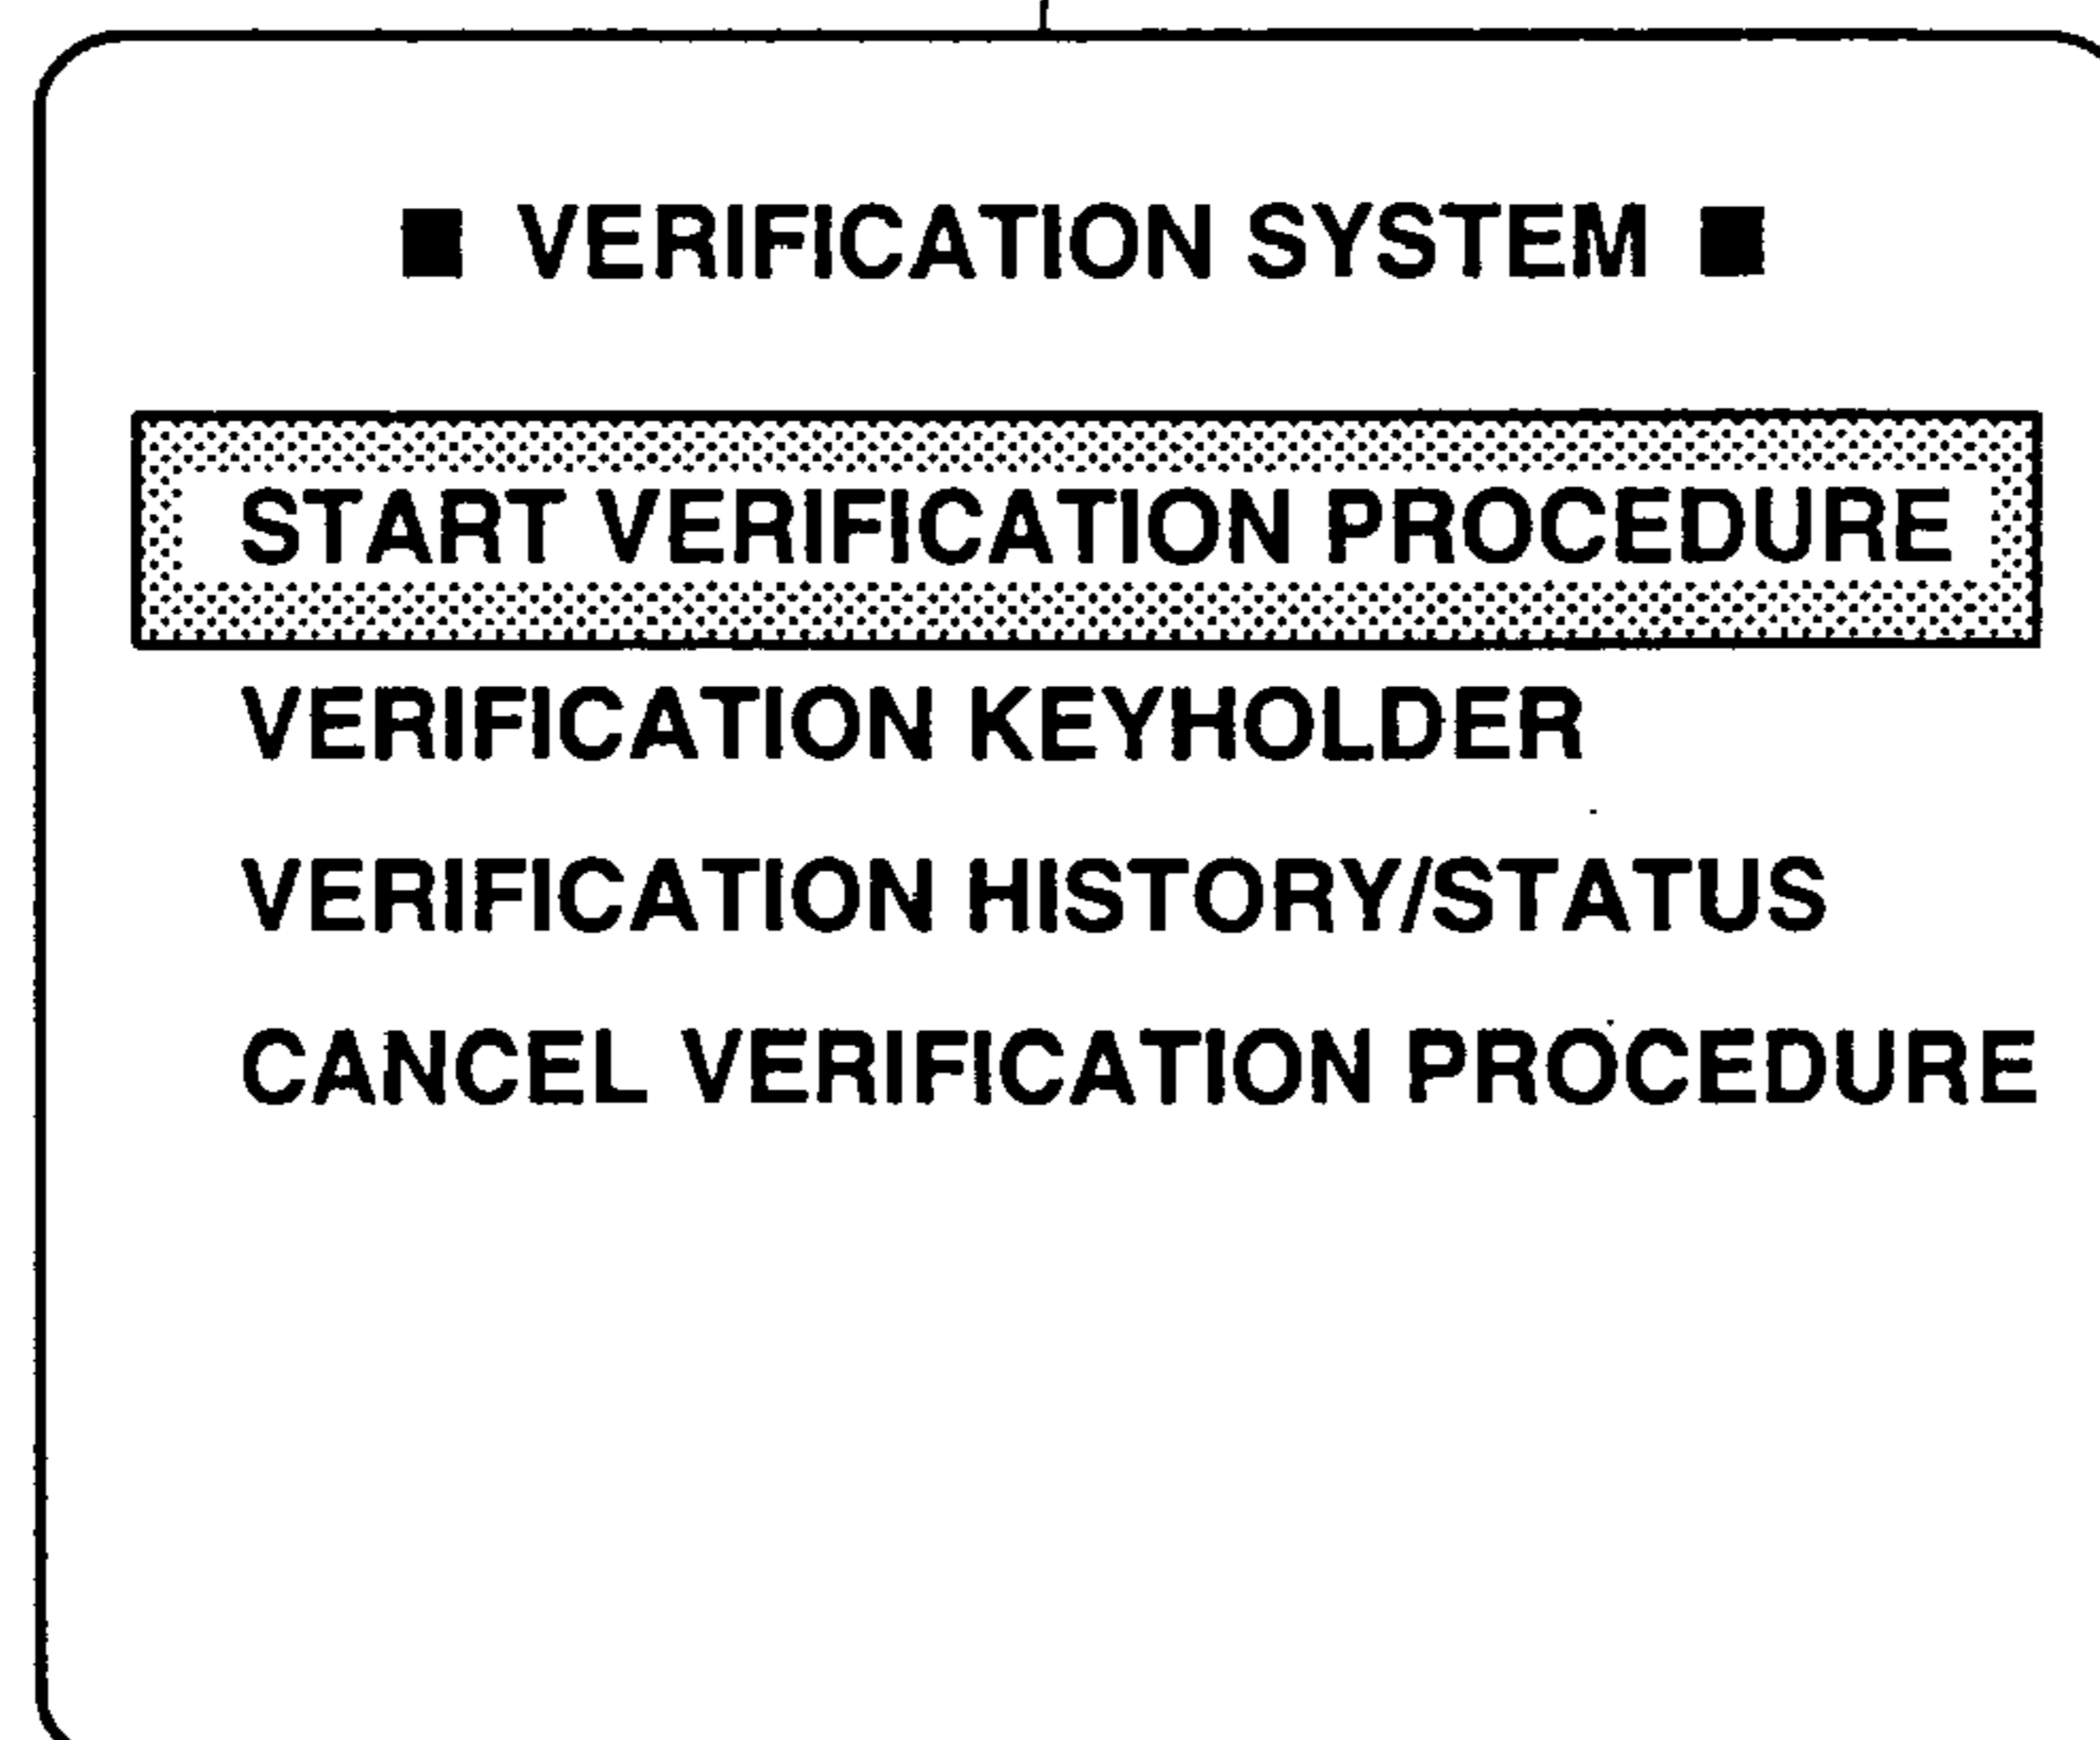 ■ VERIFICATION SYSTEM ■
START VERIFICATION PROCEDURE
VERIFICATION KEYHOLDER
VERIFICATION HISTORY/STATUS
CANCEL VERIFICATION PROCEDURE